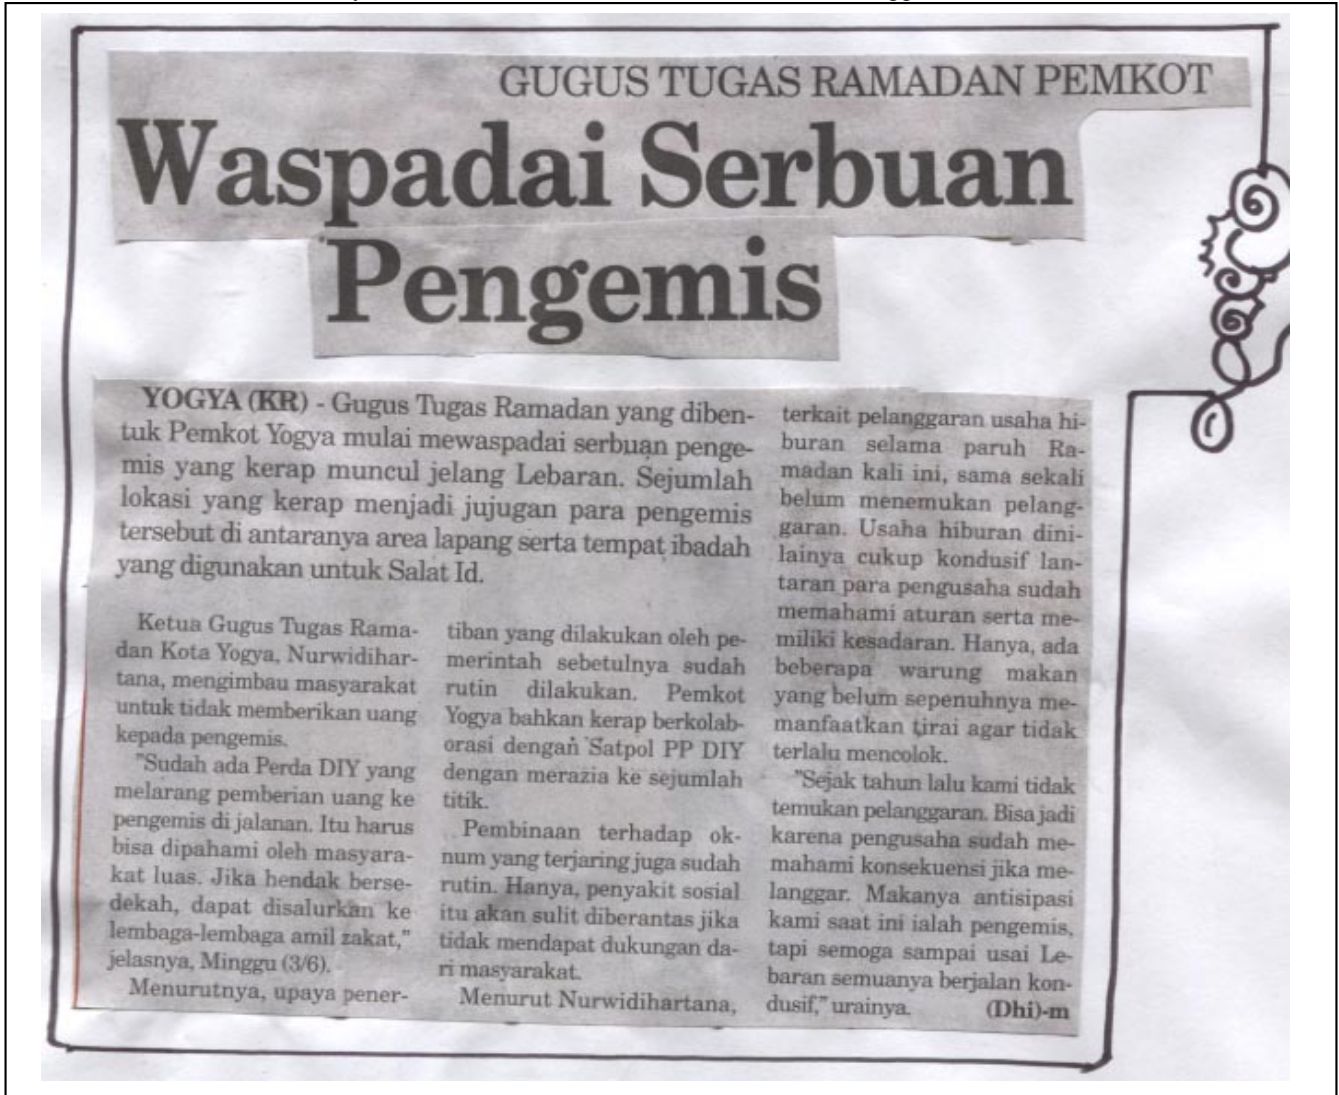 GUGUS TUGAS RAMADAN PEMKOT
Waspadai Serbuan
Pengemis
YOGYA (KR) - Gugus Tugas Ramadan yang diben-
tuk Pemkot Yogya mulai mewaspadai serbuan penge-
mis yang kerap muncul jelang Lebaran. Sejumlah
lokasi yang kerap menjadi jujugan para pengemis
tersebut di antaranya area lapang serta tempat ibadah
yang digunakan untuk Salat Id.
Ketua Gugus Tugas Rama-
dan Kota Yogya, Nurwidihar-
tana, mengimbau masyarakat
untuk tidak memberikan uang
kepada pengemis.
"Sudah ada Perda DIY yang
melarang pemberian uang ke
pengemis di jalanan. Itu harus
bisa dipahami oleh masyara-
kat luas. Jika hendak berse-
dekah, dapat disalurkan ke
lembaga-lembaga amil zakat,"
jelasnya, Minggu (3/6).
Menurutnya, upaya pener-
tiban yang dilakukan oleh pe-
merintah sebetulnya sudah
rutin dilakukan. Pemkot
Yogya bahkan kerap berkolab-
orasi dengan Satpol PP DIY
dengan merazia ke sejumlah
titik.
Pembinaan terhadap ok-
num yang terjaring juga sudah
rutin. Hanya, penyakit sosial
itu akan sulit diberantas jika
tidak mendapat dukungan da-
ri masyarakat.
Menurut Nurwidihartana,
terkait pelanggaran usaha hi-
buran selama paruh Ra-
madan kali ini, sama sekali
belum menemukan pelang-
garan. Usaha hiburan dini-
lainya cukup kondusif lan-
taran para pengusaha sudah
memahami aturan serta me-
miliki kesadaran. Hanya, ada
beberapa warung makan
yang belum sepenuhnya me-
manfaatkan tirai agar tidak
terlalu mencolok.
"Sejak tahun lalu kami tidak
temukan pelanggaran. Bisa jadi
karena pengusaha sudah me-
mahami konsekuensi jika me-
langgar. Makanya antisipasi
kami saat ini ialah pengemis,
tapi semoga sampai usai Le-
baran semuanya berjalan kon-
dusif," urainya. (Dhi)-m